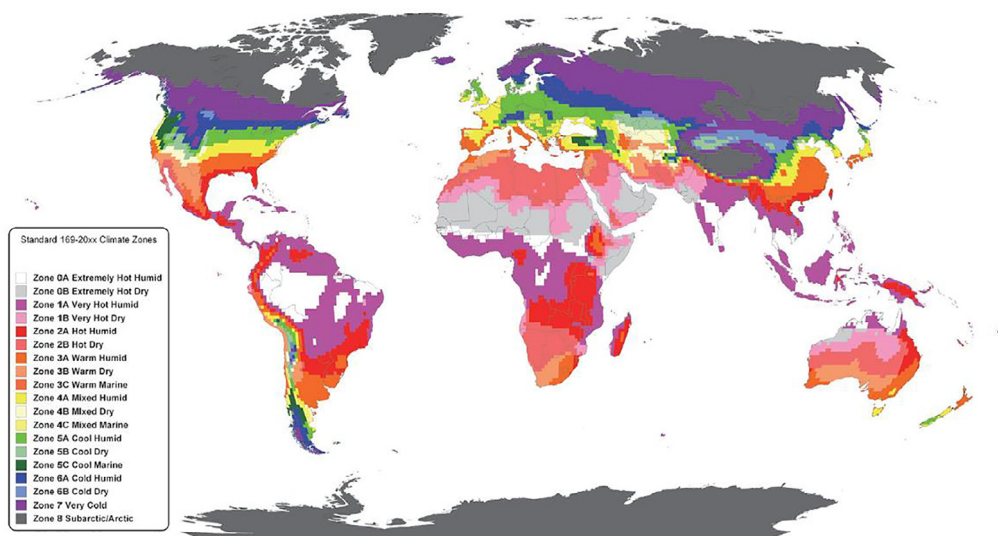 Standard 169-20xx Climate Zones
Zone 0A Extremely Hot Humid
Zone 0B Extremely Hot Dry
Zone 1A Very Hot Humid
Zone 1B Very Hot Dry
Zone 2A Hot Humid
Zone 2B Hot Dry
Zone 3A Warm Humid
Zone 3B Warm Dry
Zone 3C Warm Marine
Zone 4A Mixed Humid
Zone 4B Mixed Dry
Zone 4C Mixed Marine
Zone 5A Cool Humid
Zone 5B Cool Dry
Zone 5C Cool Marine
Zone 6A Cold Humid
Zone 6B Cold Dry
Zone 7 Very Cold
Zone 8 Subarctic/Arctic